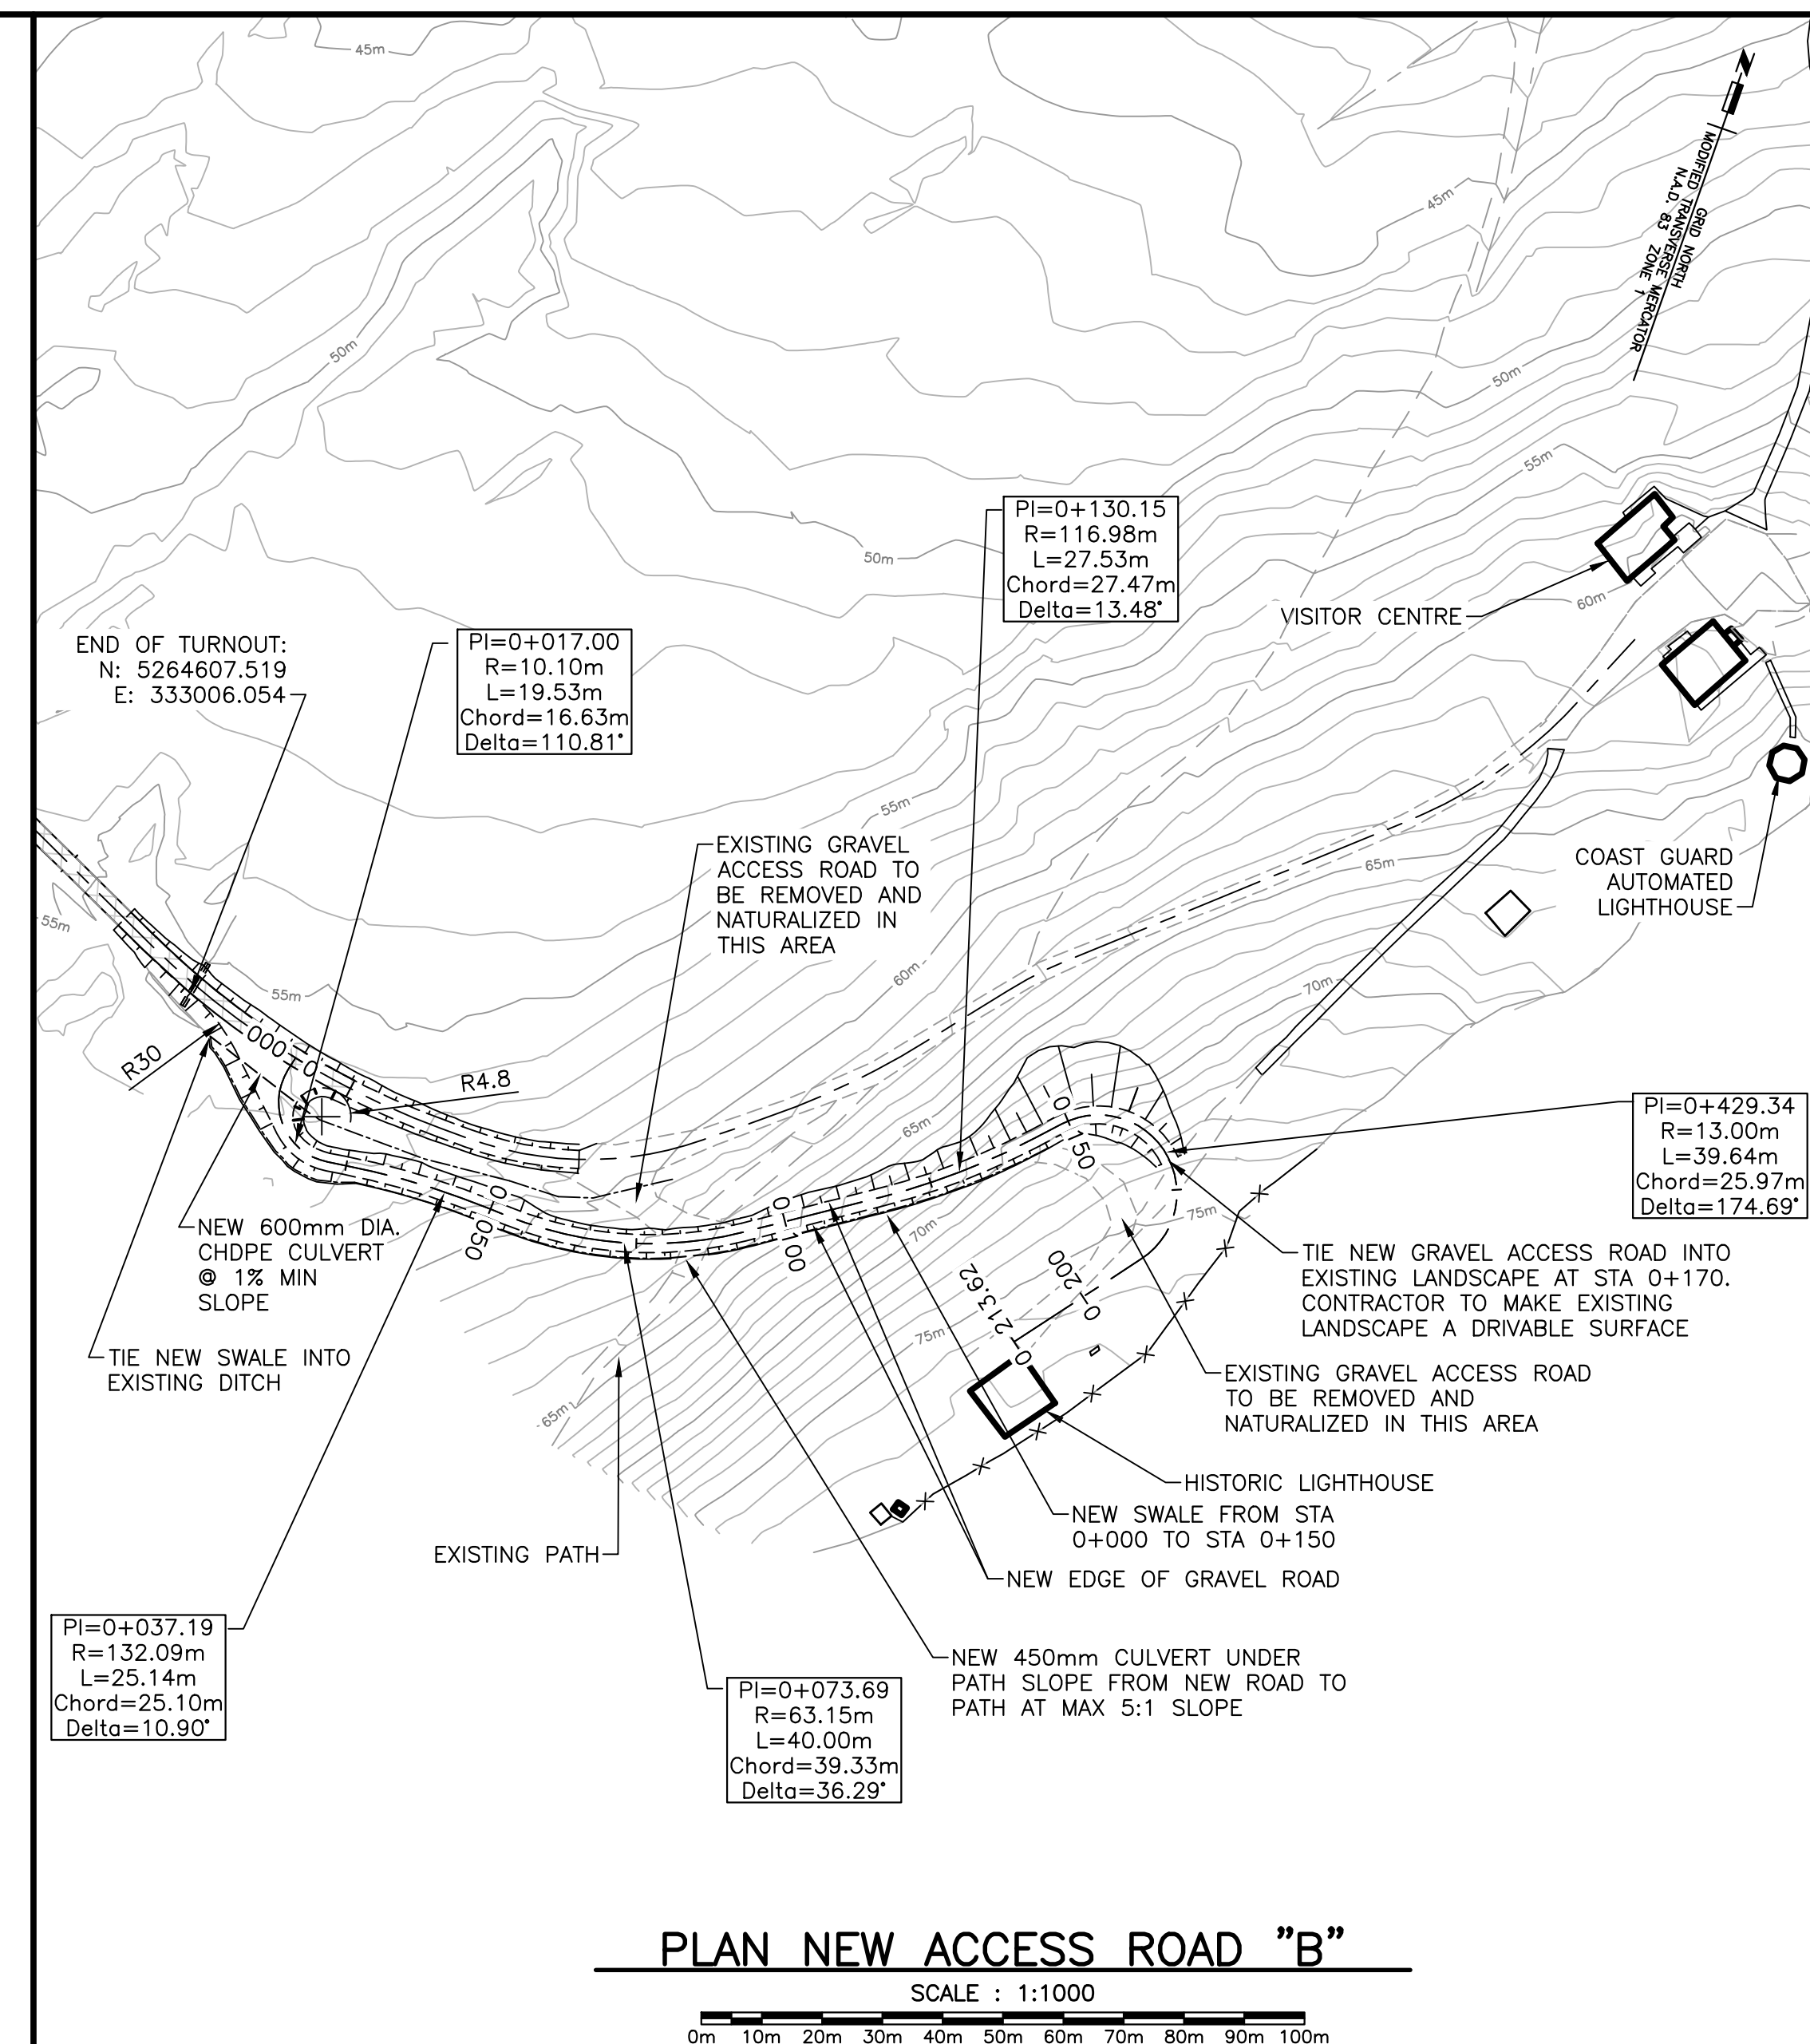 45m
45m
GRID NORTH
MODIFIED TRANSVERSE MERCATOR
N.A.D. 83 ZONE 1
50m
50m
55m
50m
60m
PI=0+130.15
R=116.98m
L=27.53m
Chord=27.47m
Delta=13.48°
VISITOR CENTRE
END OF TURNOUT:
N: 5264607.519
E: 333006.054
PI=0+017.00
R=10.10m
L=19.53m
Chord=16.63m
Delta=110.81°
55m
EXISTING GRAVEL
ACCESS ROAD TO
BE REMOVED AND
NATURALIZED IN
THIS AREA
65m
COAST GUARD
AUTOMATED
LIGHTHOUSE
55m
60m
70m
55m
0+000
R30
R4.8
65m
0+150
PI=0+429.34
R=13.00m
L=39.64m
Chord=25.97m
Delta=174.69°
0+050
0+100
70m
75m
NEW 600mm DIA.
CHDPE CULVERT
@ 1% MIN
SLOPE
TIE NEW GRAVEL ACCESS ROAD INTO
EXISTING LANDSCAPE AT STA 0+170.
CONTRACTOR TO MAKE EXISTING
LANDSCAPE A DRIVABLE SURFACE
0+200
0+213.62
75m
TIE NEW SWALE INTO
EXISTING DITCH
65m
EXISTING GRAVEL ACCESS ROAD
TO BE REMOVED AND
NATURALIZED IN THIS AREA
HISTORIC LIGHTHOUSE
NEW SWALE FROM STA
0+000 TO STA 0+150
EXISTING PATH
NEW EDGE OF GRAVEL ROAD
PI=0+037.19
R=132.09m
L=25.14m
Chord=25.10m
Delta=10.90°
NEW 450mm CULVERT UNDER
PATH SLOPE FROM NEW ROAD TO
PATH AT MAX 5:1 SLOPE
PI=0+073.69
R=63.15m
L=40.00m
Chord=39.33m
Delta=36.29°
PLAN NEW ACCESS ROAD "B"
SCALE : 1:1000
0m 10m 20m 30m 40m 50m 60m 70m 80m 90m 100m